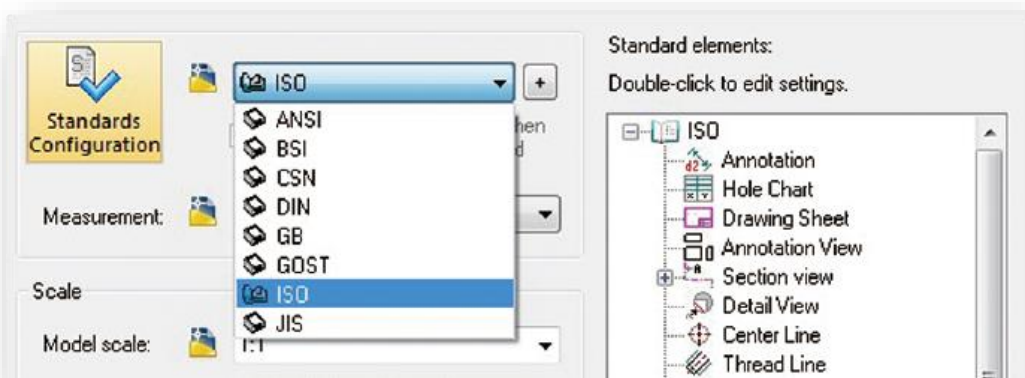 Standards
Configuration
ISO
ANSI
BSI
CSN
DIN
GB
GOST
ISO
JIS
Measurement:
Scale
Model scale:
1:1
Standard elements:
Double-click to edit settings.
ISO
Annotation
Hole Chart
Drawing Sheet
Annotation View
Section view
Detail View
Center Line
Thread Line